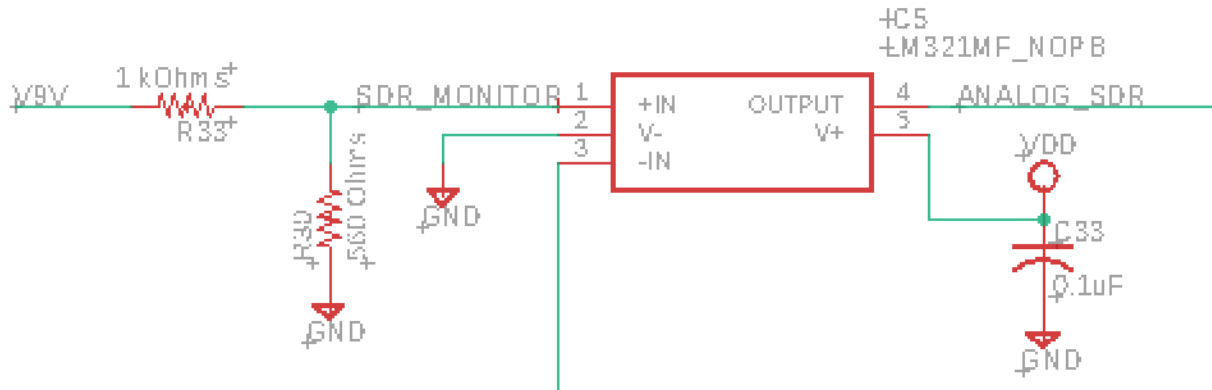 IC5
LM321MF_NOPB
V9V
1 kOhms
R33
SDR_MONITOR
1
+IN
OUTPUT
4
ANALOG_SDR
2
V-
V+
5
3
-IN
VDD
R30
560 Ohms
GND
C33
0.1uF
GND
GND